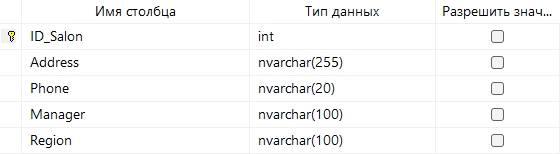 Имя столбца Тип данных Разрешить знач...
ID_Salon int
Address nvarchar(255)
Phone nvarchar(20)
Manager nvarchar(100)
Region nvarchar(100)